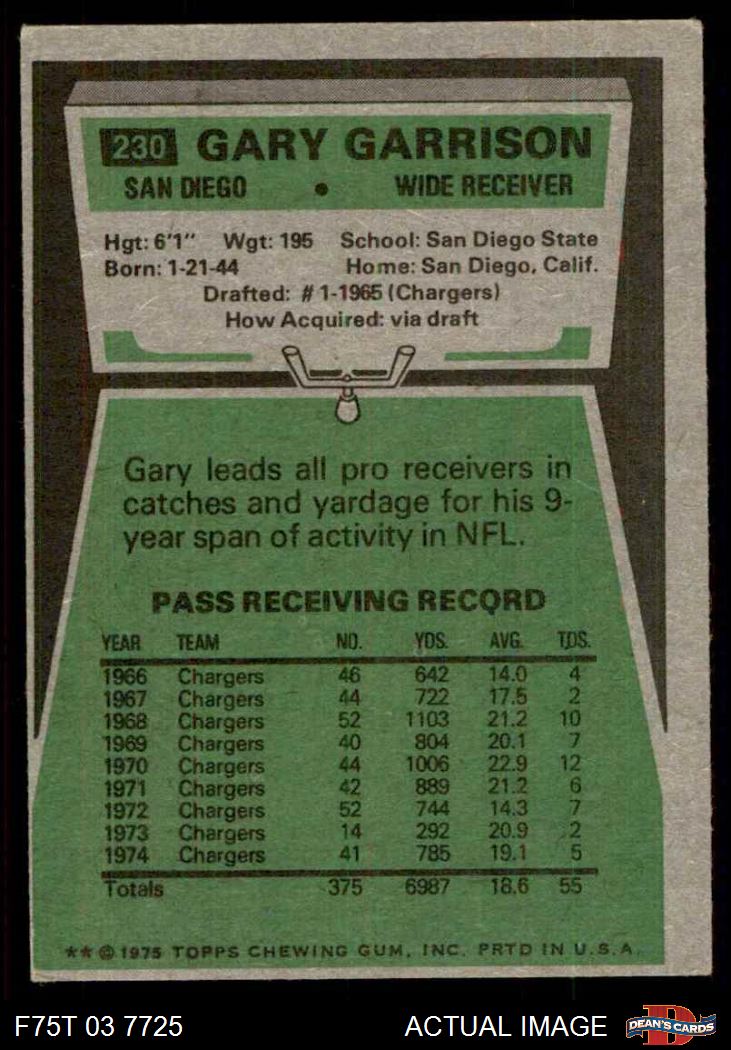 230 GARY GARRISON
SAN DIEGO • WIDE RECEIVER
Hgt: 6'1" Wgt: 195 School: San Diego State
Born: 1-21-44 Home: San Diego, Calif.
Drafted: #1-1965 (Chargers)
How Acquired: via draft
Gary leads all pro receivers in
catches and yardage for his 9-
year span of activity in NFL.
PASS RECEIVING RECORD
YEAR TEAM NO. YDS. AVG. TDS.
1966 Chargers 46 642 14.0 4
1967 Chargers 44 722 17.5 2
1968 Chargers 52 1103 21.2 10
1969 Chargers 40 804 20.1 7
1970 Chargers 44 1006 22.9 12
1971 Chargers 42 889 21.2 6
1972 Chargers 52 744 14.3 7
1973 Chargers 14 292 20.9 2
1974 Chargers 41 785 19.1 5
Totals 375 6987 18.6 55
** © 1975 TOPPS CHEWING GUM, INC. PRTD IN U.S.A.
F75T 03 7725 ACTUAL IMAGE D DEAN'S CARDS